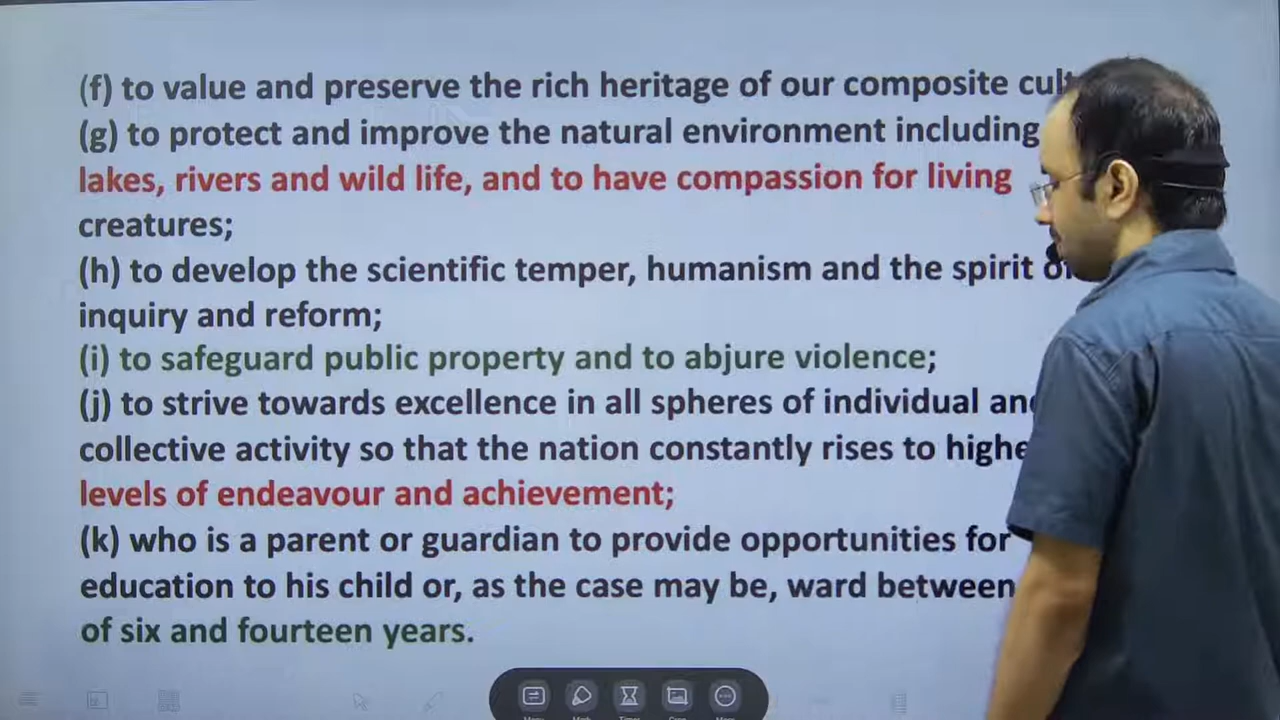 (f) to value and preserve the rich heritage of our composite
(g) to protect and improve the natural environment including
lakes, rivers and wild life, and to have compassion for living
creatures;
(h) to develop the scientific temper, humanism and the spirit
inquiry and reform;
(i) to safeguard public property and to abjure violence;
(j) to strive towards excellence in all spheres of individual
collective activity so that the nation constantly rises to
levels of endeavour and achievement;
(k) who is a parent or guardian to provide opportunities for
education to his child or, as the case may be, ward between
of six and fourteen years.